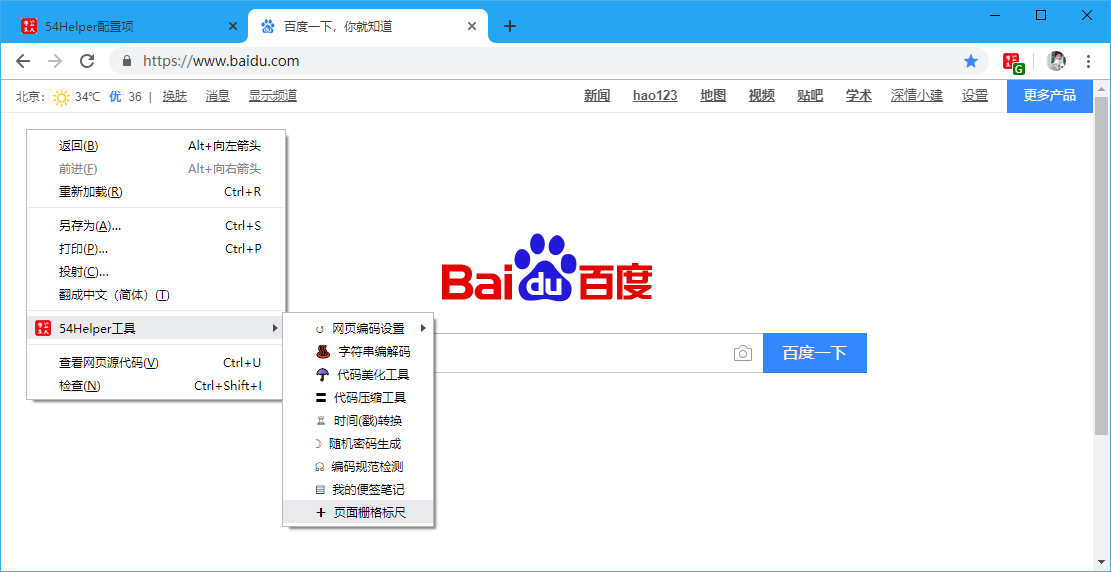 54Helper配置项
百度一下，你就知道
https://www.baidu.com
G
北京: 34℃ 优 36 | 换肤 消息 显示频道 新闻 hao123 地图 视频 贴吧 学术 深情小建 设置 更多产品
返回(B) Alt+向左箭头
前进(F) Alt+向右箭头
重新加载(R) Ctrl+R
另存为(A)... Ctrl+S
打印(P)... Ctrl+P
投射(C)...
翻成中文（简体）(T)
54Helper工具
查看网页源代码(V) Ctrl+U
检查(N) Ctrl+Shift+I
网页编码设置
字符串编解码
代码美化工具
代码压缩工具
时间(戳)转换
随机密码生成
编码规范检测
我的便签笔记
页面栅格标尺
Baidu百度
百度一下